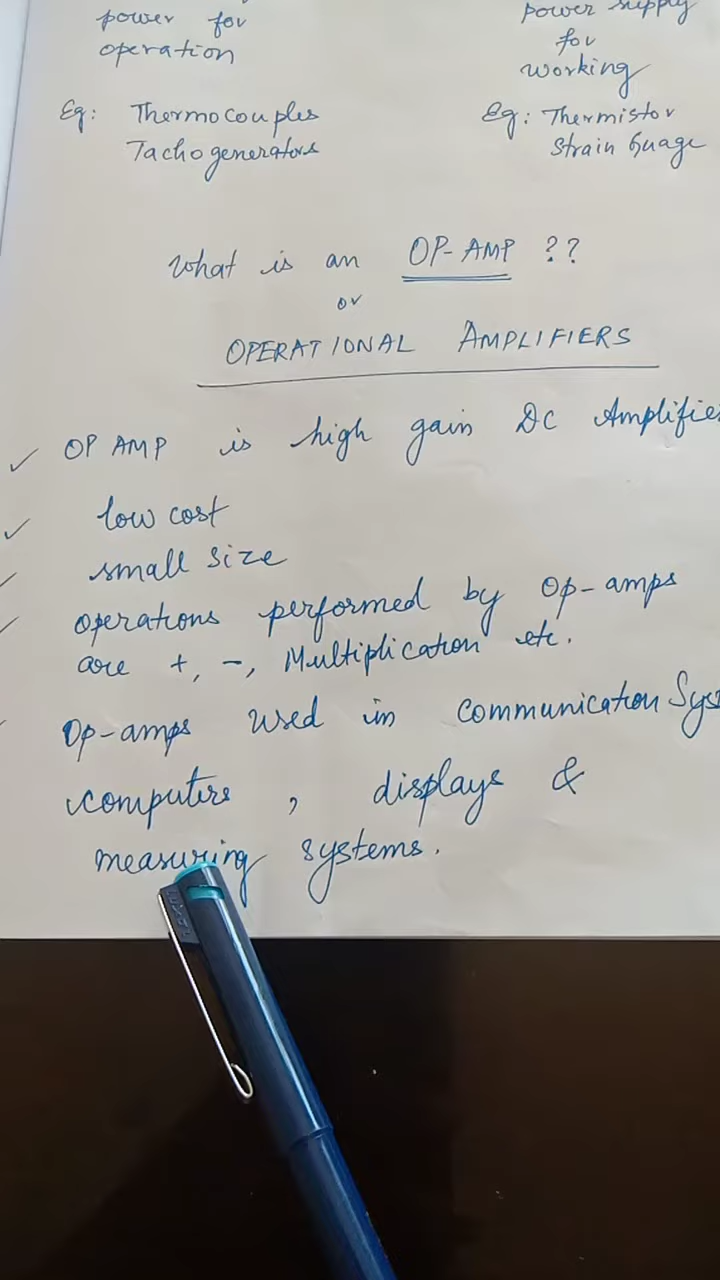 power for
operation
Eg: Thermocouples
Tachogenerators
power supply
for
working
Eg: Thermistor
Strain Guage
What is an OP-AMP ??
or
OPERATIONAL AMPLIFIERS
OP AMP is high gain DC Amplifie
low cost
small size
operations performed by Op-amps
are +, -, Multiplication etc.
Op-amps used in communication Sys
computers , displays &
measuring systems.
LUXOR